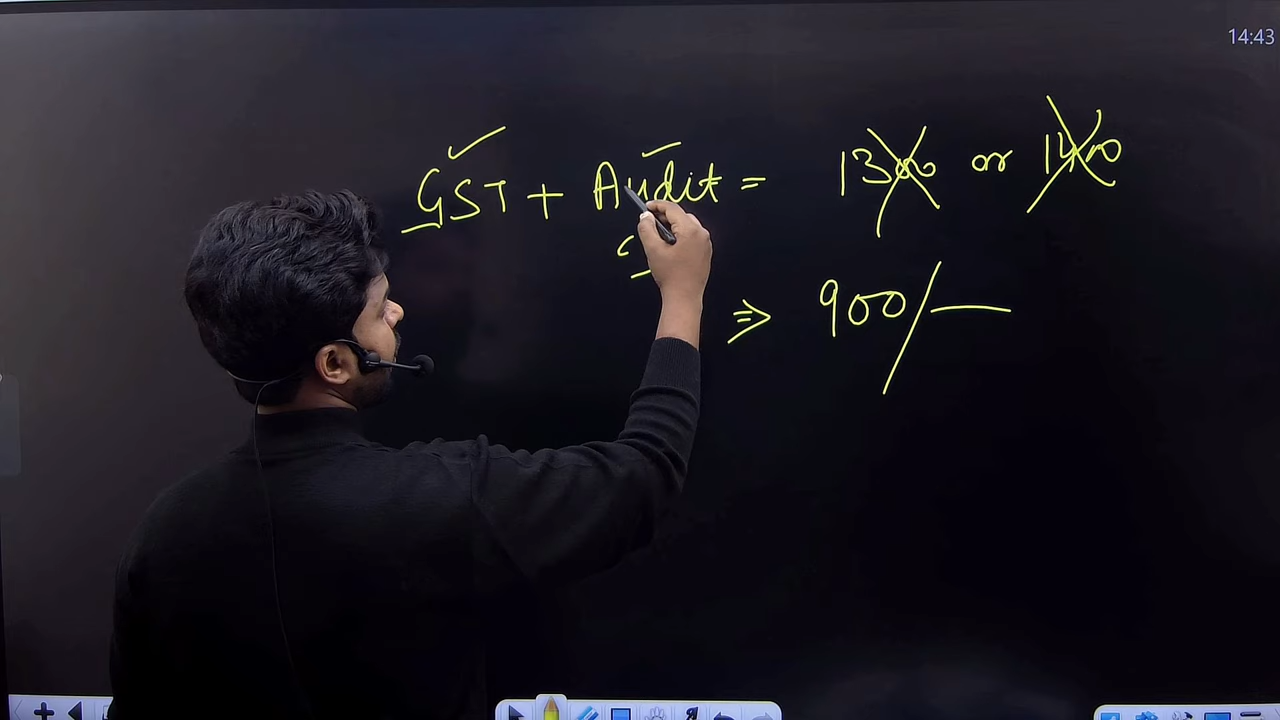 14:43
GST + Audit = 1300 or 1400
⇒ 900/—